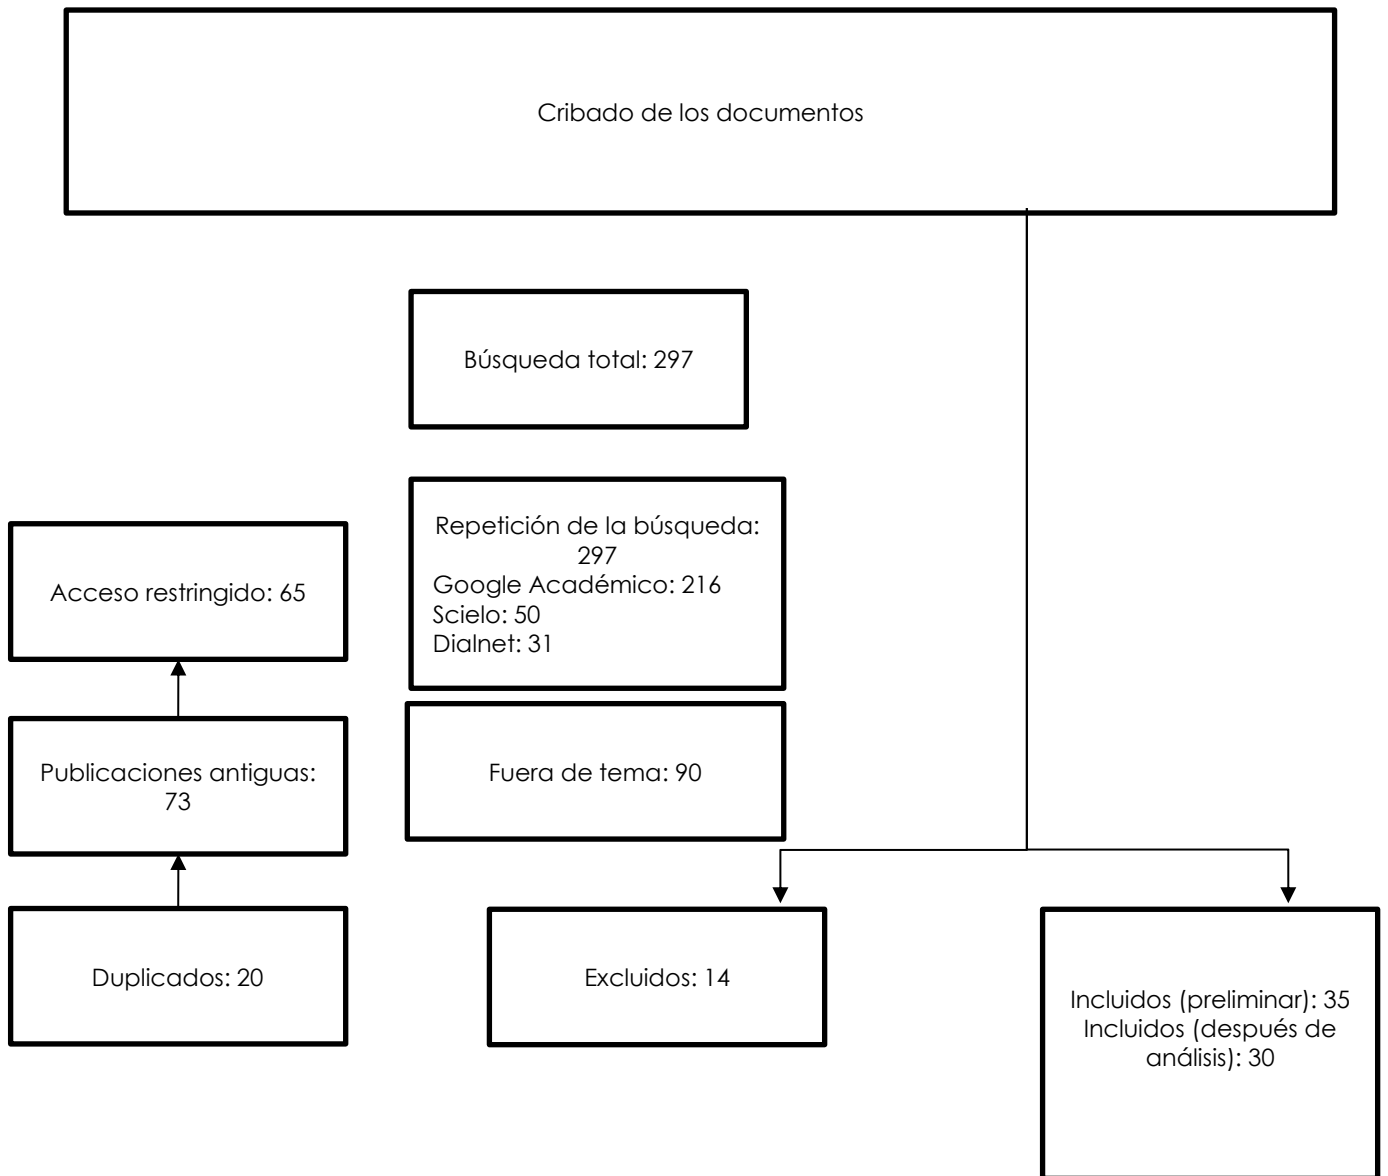 Cribado de los documentos
Búsqueda total: 297
Repetición de la búsqueda:
297
Google Académico: 216
Scielo: 50
Dialnet: 31
Acceso restringido: 65
Publicaciones antiguas:
73
Fuera de tema: 90
Duplicados: 20
Excluidos: 14
Incluidos (preliminar): 35
Incluidos (después de
análisis): 30